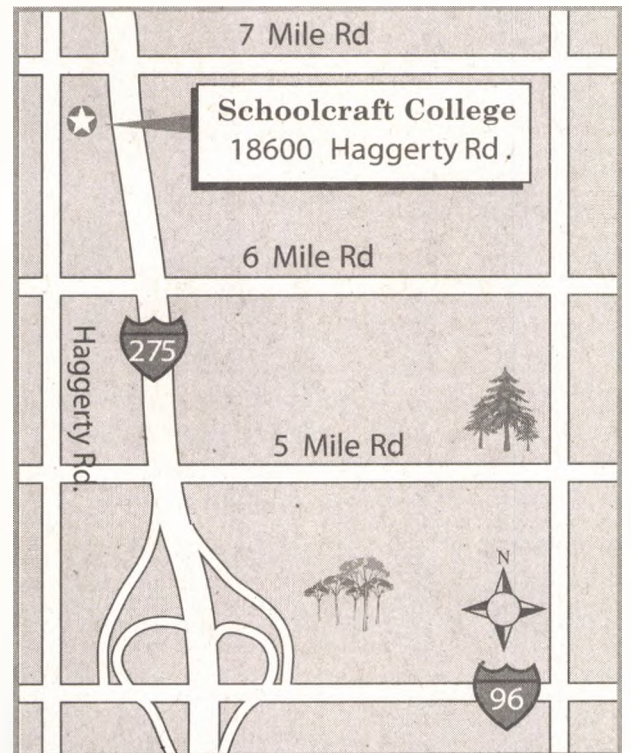 7 Mile Rd
Schoolcraft College
18600 Haggerty Rd.
6 Mile Rd
275
Haggerty Rd.
5 Mile Rd
N
96